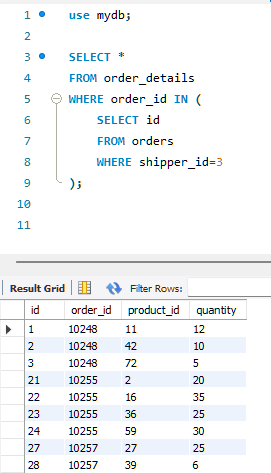 1 use mydb;
2
3 SELECT *
4 FROM order_details
5 WHERE order_id IN (
6 SELECT id
7 FROM orders
8 WHERE shipper_id=3
9 );
10
11
Result Grid Filter Rows:
id order_id product_id quantity
1 10248 11 12
2 10248 42 10
3 10248 72 5
21 10255 2 20
22 10255 16 35
23 10255 36 25
24 10255 59 30
27 10257 27 25
28 10257 39 6